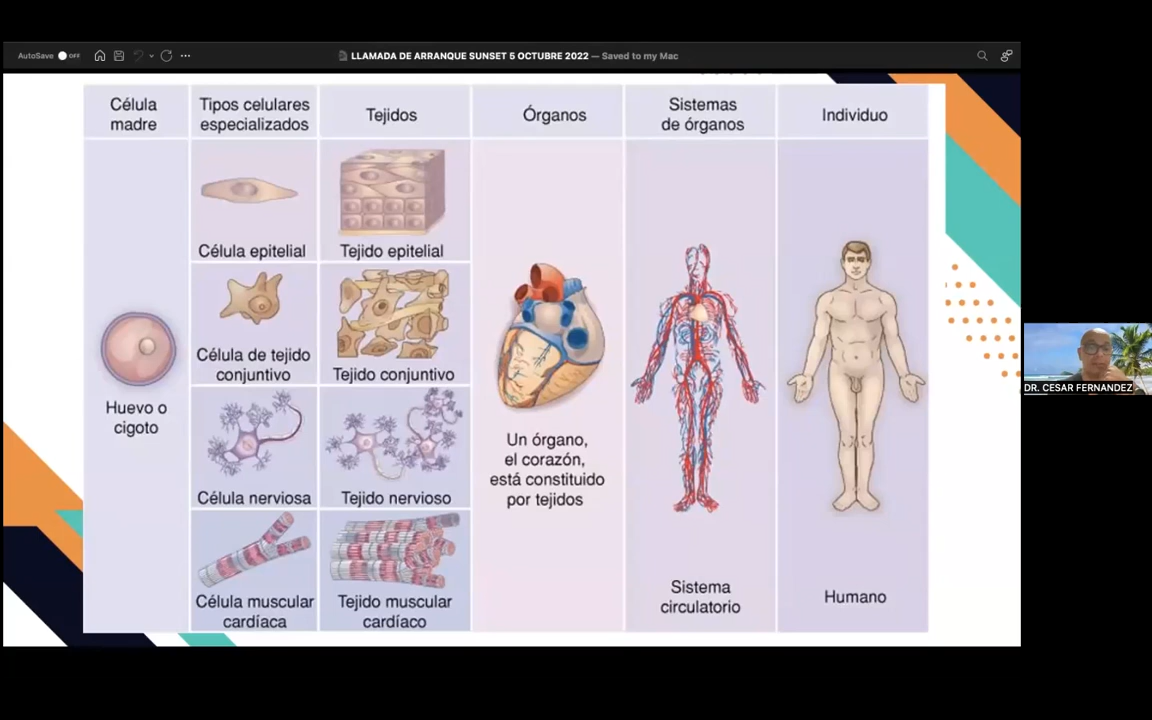 AutoSave
OFF
LLAMADA DE ARRANQUE SUNSET 5 OCTUBRE 2022 — Saved to my Mac
Célula
madre
Tipos celulares
especializados
Tejidos
Órganos
Sistemas
de órganos
Individuo
Huevo o
cigoto
Célula epitelial
Tejido epitelial
Célula de tejido
conjuntivo
Tejido conjuntivo
Célula nerviosa
Tejido nervioso
Célula muscular
cardíaca
Tejido muscular
cardíaco
Un órgano,
el corazón,
está constituido
por tejidos
Sistema
circulatorio
Humano
DR. CESAR FERNANDEZ